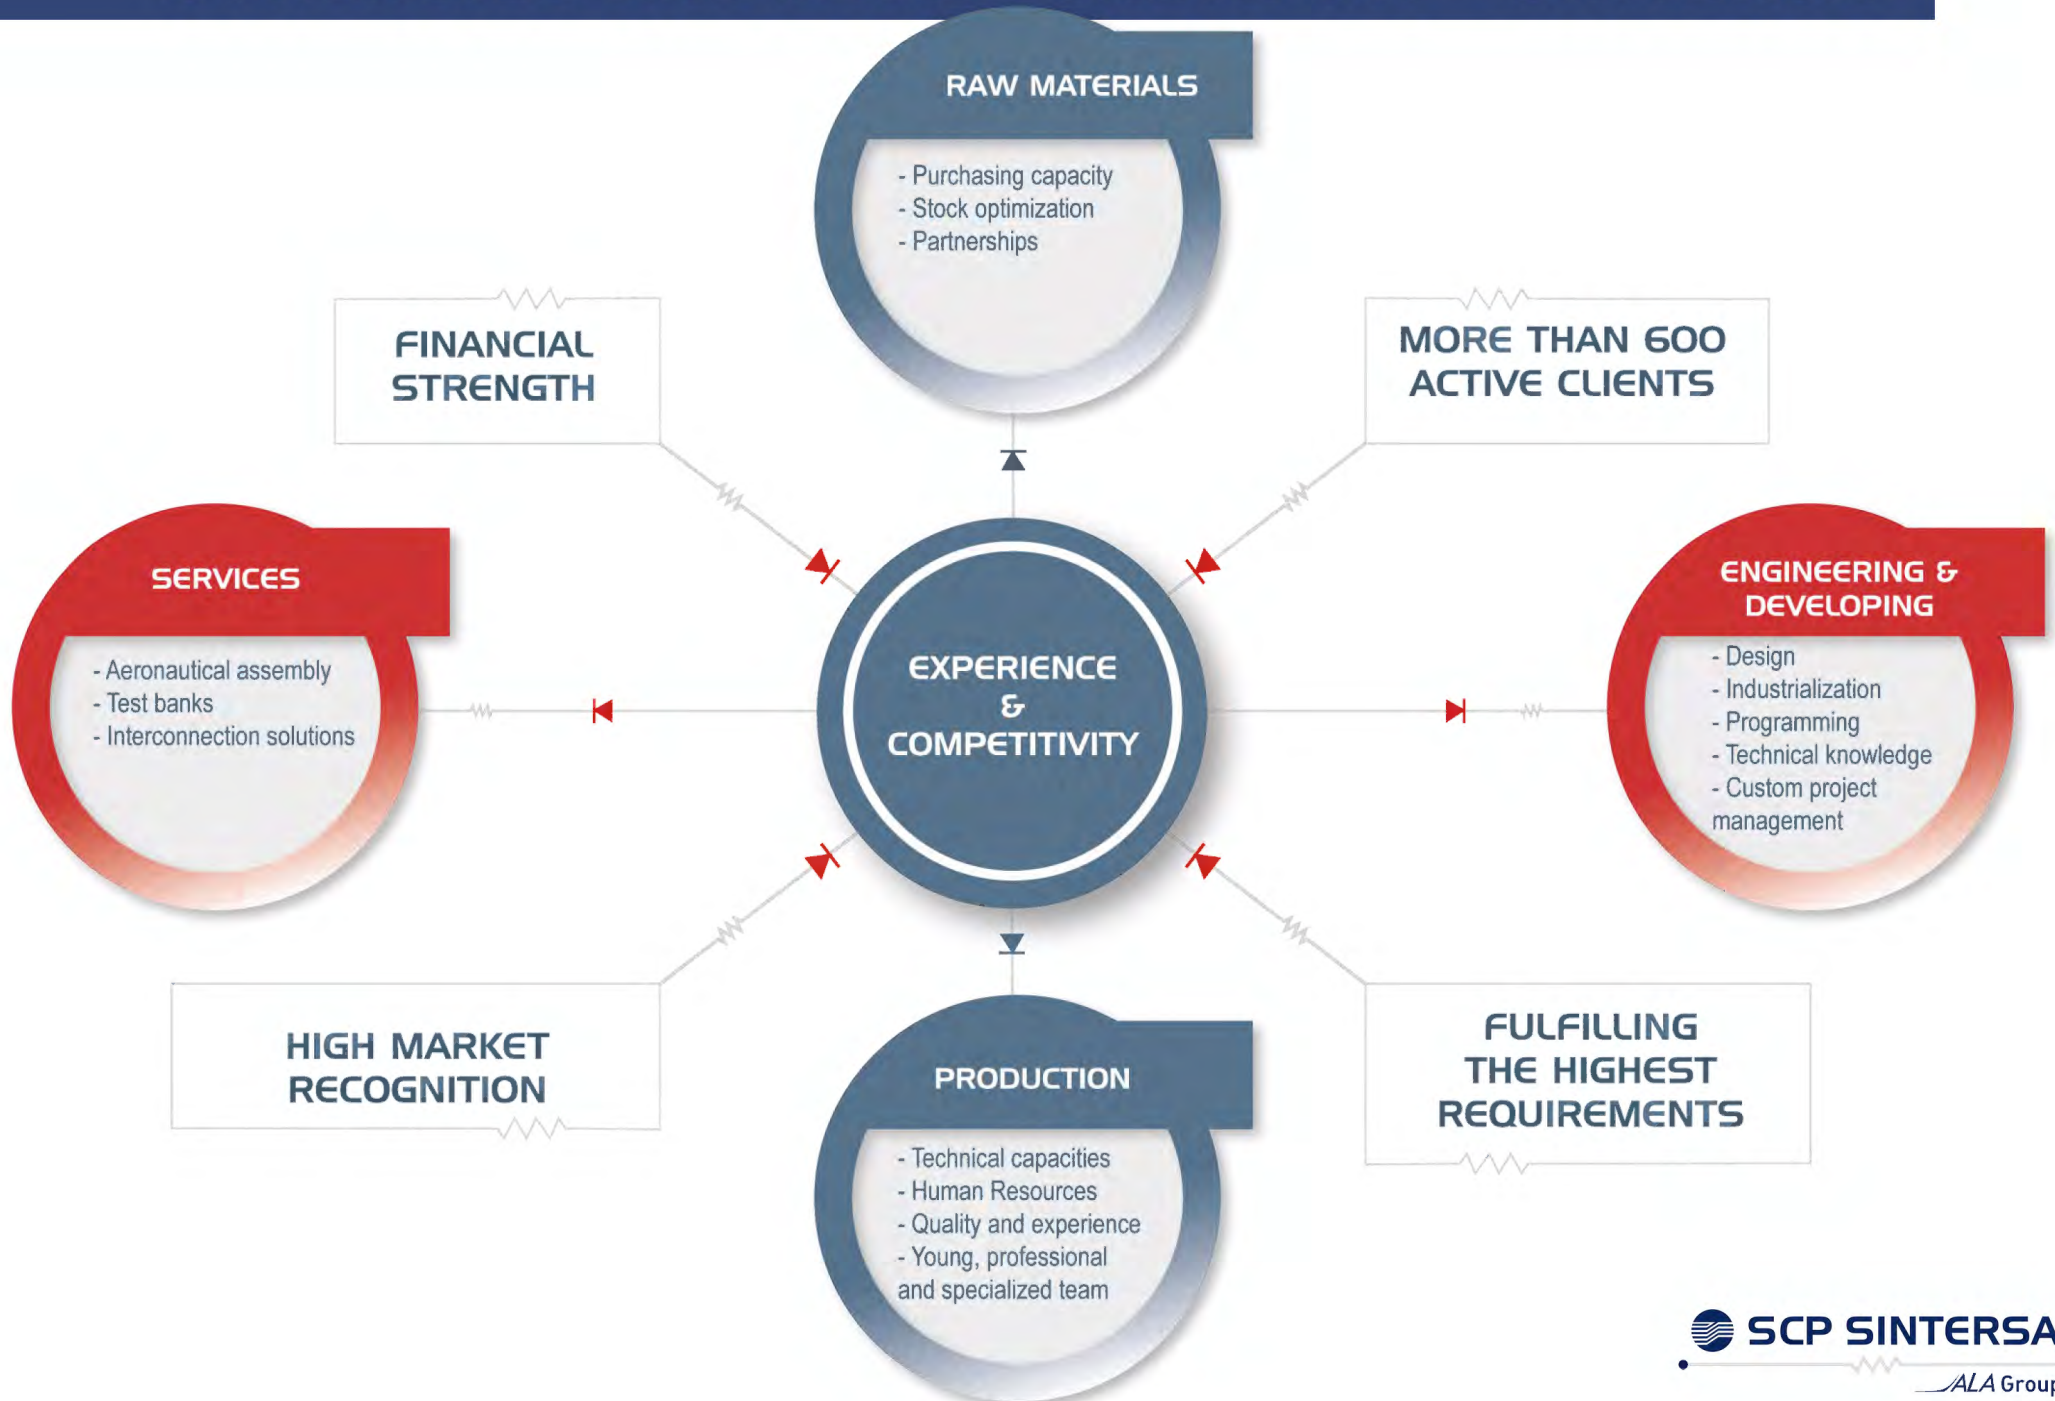 RAW MATERIALS
- Purchasing capacity
- Stock optimization
- Partnerships
FINANCIAL
STRENGTH
MORE THAN 600
ACTIVE CLIENTS
SERVICES
- Aeronautical assembly
- Test banks
- Interconnection solutions
EXPERIENCE
&
COMPETITIVITY
ENGINEERING &
DEVELOPING
- Design
- Industrialization
- Programming
- Technical knowledge
- Custom project
management
HIGH MARKET
RECOGNITION
PRODUCTION
- Technical capacities
- Human Resources
- Quality and experience
- Young, professional
and specialized team
FULFILLING
THE HIGHEST
REQUIREMENTS
SCP SINTERSA
ALA Group